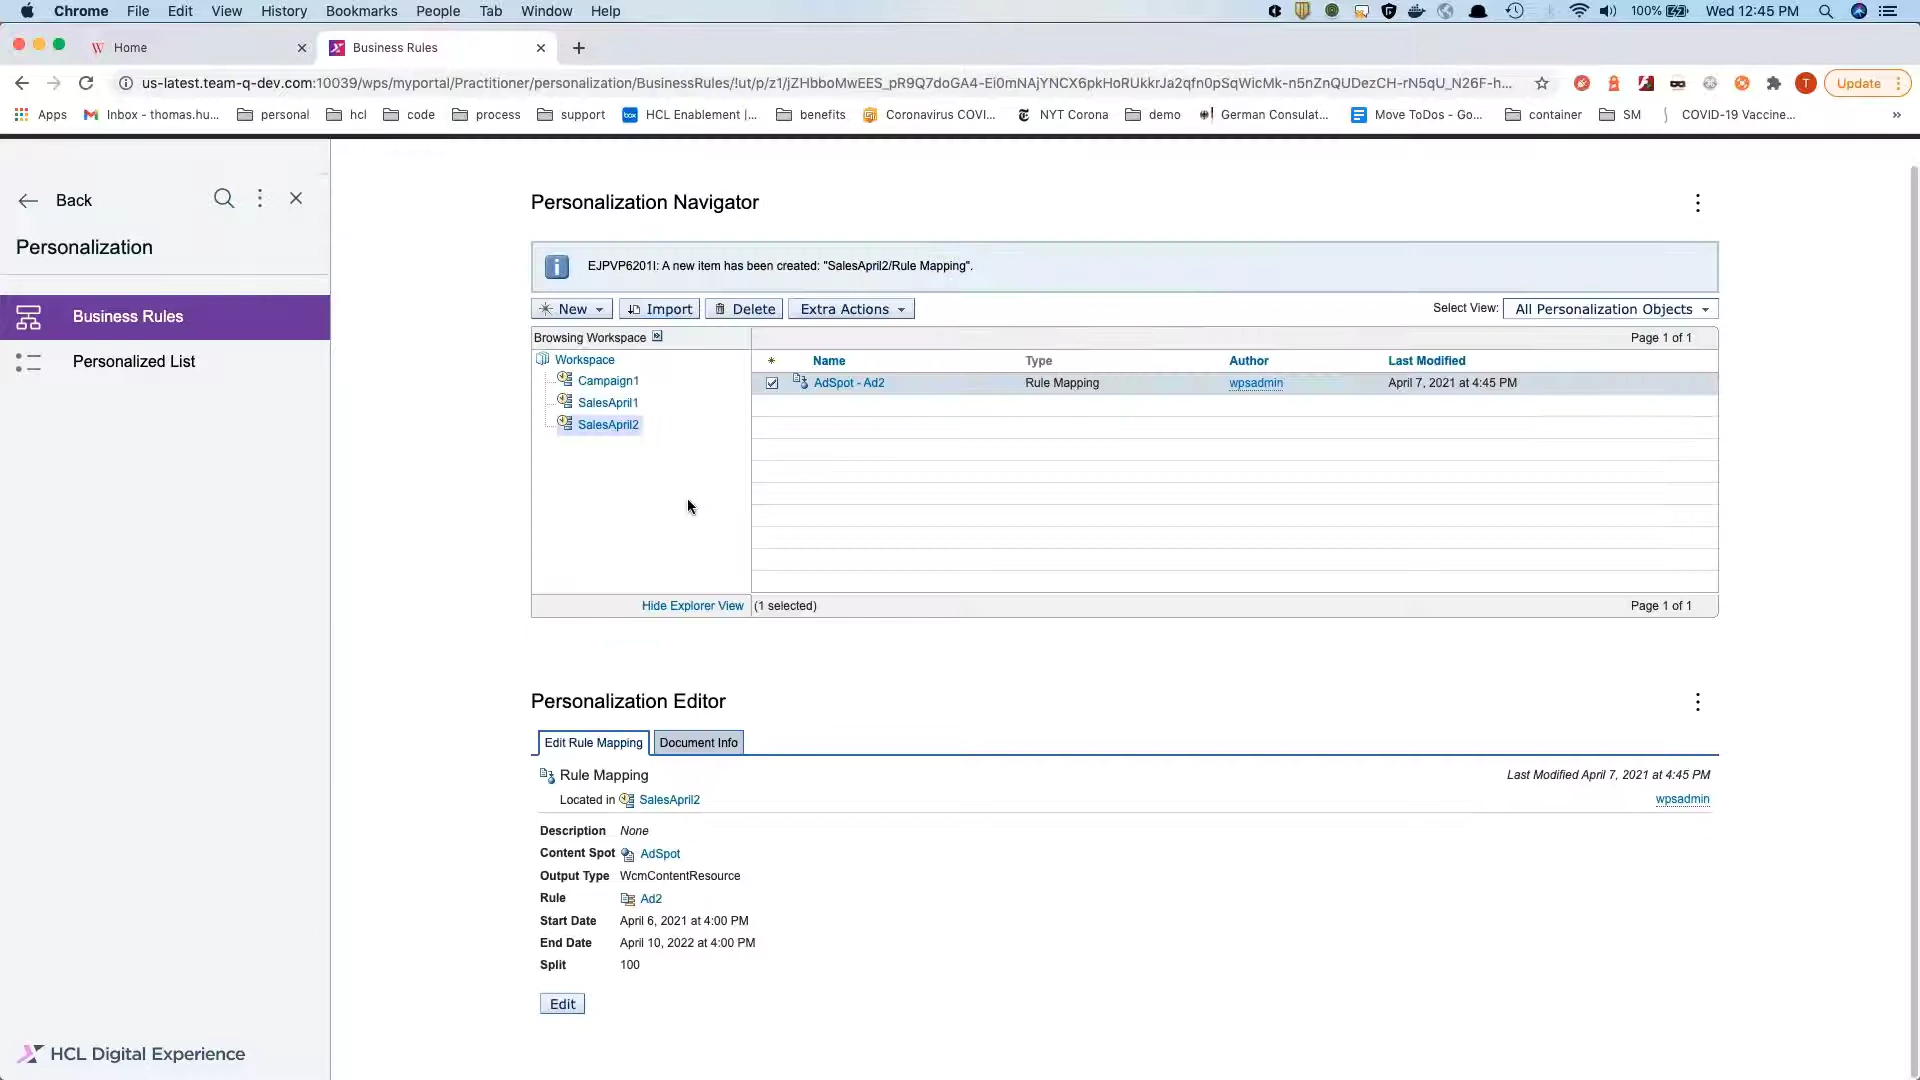 Chrome File Edit View History Bookmarks People Tab Window Help 100% Wed 12:45 PM
Home Business Rules
us-latest.team-q-dev.com:10039/wps/myportal/Practitioner/personalization/BusinessRules/!ut/p/z1/jZHbboMwEES_pR9Q7doGA4-Ei0mNAjYNCX6pkHoRUkkrJa2qfn0pSqWicMk-n5nZnQUDezCH-rN5qU_N26F-h... Update
Apps Inbox - thomas.hu... personal hcl code process support HCL Enablement |... benefits Coronavirus COVI... NYT Corona demo German Consulat... Move ToDos - Go... container SM COVID-19 Vaccine... »
Back
Personalization
Business Rules
Personalized List
HCL Digital Experience
Personalization Navigator
EJPVP6201I: A new item has been created: "SalesApril2/Rule Mapping".
New Import Delete Extra Actions Select View: All Personalization Objects
Browsing Workspace Page 1 of 1
Workspace
Campaign1
SalesApril1
SalesApril2
Name Type Author Last Modified
AdSpot - Ad2 Rule Mapping wpsadmin April 7, 2021 at 4:45 PM
Hide Explorer View (1 selected) Page 1 of 1
Personalization Editor
Edit Rule Mapping Document Info
Rule Mapping Last Modified April 7, 2021 at 4:45 PM
Located in SalesApril2 wpsadmin
Description None
Content Spot AdSpot
Output Type WcmContentResource
Rule Ad2
Start Date April 6, 2021 at 4:00 PM
End Date April 10, 2022 at 4:00 PM
Split 100
Edit